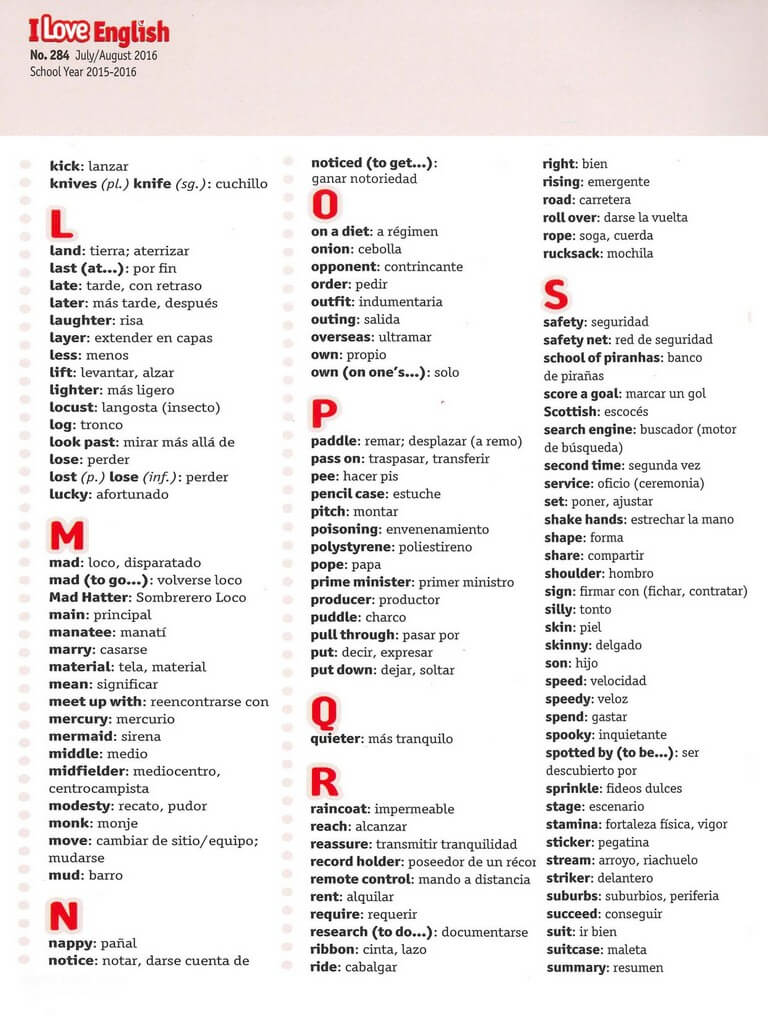 I Love English
No. 284 July/August 2016
School Year 2015-2016
kick: lanzar
knives (pl.) knife (sg.): cuchillo
L
land: tierra; aterrizar
last (at...): por fin
late: tarde, con retraso
later: más tarde, después
laughter: risa
layer: extender en capas
less: menos
lift: levantar, alzar
lighter: más ligero
locust: langosta (insecto)
log: tronco
look past: mirar más allá de
lose: perder
lost (p.) lose (inf.): perder
lucky: afortunado
M
mad: loco, disparatado
mad (to go...): volverse loco
Mad Hatter: Sombrerero Loco
main: principal
manatee: manatí
marry: casarse
material: tela, material
mean: significar
meet up with: reencontrarse con
mercury: mercurio
mermaid: sirena
middle: medio
midfielder: mediocentro,
centrocampista
modesty: recato, pudor
monk: monje
move: cambiar de sitio/equipo;
mudarse
mud: barro
N
nappy: pañal
notice: notar, darse cuenta de
noticed (to get...):
ganar notoriedad
O
on a diet: a régimen
onion: cebolla
opponent: contrincante
order: pedir
outfit: indumentaria
outing: salida
overseas: ultramar
own: propio
own (on one's...): solo
P
paddle: remar; desplazar (a remo)
pass on: traspasar, transferir
pee: hacer pis
pencil case: estuche
pitch: montar
poisoning: envenenamiento
polystyrene: poliestireno
pope: papa
prime minister: primer ministro
producer: productor
puddle: charco
pull through: pasar por
put: decir, expresar
put down: dejar, soltar
Q
quieter: más tranquilo
R
raincoat: impermeable
reach: alcanzar
reassure: transmitir tranquilidad
record holder: poseedor de un récor
remote control: mando a distancia
rent: alquilar
require: requerir
research (to do...): documentarse
ribbon: cinta, lazo
ride: cabalgar
right: bien
rising: emergente
road: carretera
roll over: darse la vuelta
rope: soga, cuerda
rucksack: mochila
S
safety: seguridad
safety net: red de seguridad
school of piranhas: banco
de pirañas
score a goal: marcar un gol
Scottish: escocés
search engine: buscador (motor
de búsqueda)
second time: segunda vez
service: oficio (ceremonia)
set: poner, ajustar
shake hands: estrechar la mano
shape: forma
share: compartir
shoulder: hombro
sign: firmar con (fichar, contratar)
silly: tonto
skin: piel
skinny: delgado
son: hijo
speed: velocidad
speedy: veloz
spend: gastar
spooky: inquietante
spotted by (to be...): ser
descubierto por
sprinkle: fideos dulces
stage: escenario
stamina: fortaleza física, vigor
sticker: pegatina
stream: arroyo, riachuelo
striker: delantero
suburbs: suburbios, periferia
succeed: conseguir
suit: ir bien
suitcase: maleta
summary: resumen